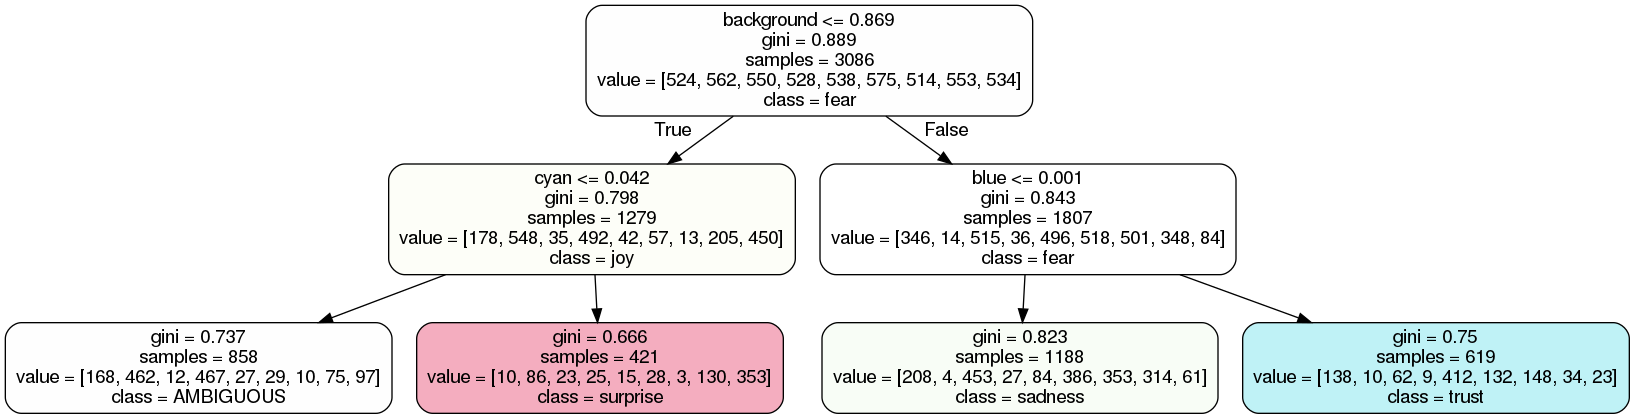 background <= 0.869
gini = 0.889
samples = 3086
value = [524, 562, 550, 528, 538, 575, 514, 553, 534]
class = fear
True
False
cyan <= 0.042
gini = 0.798
samples = 1279
value = [178, 548, 35, 492, 42, 57, 13, 205, 450]
class = joy
blue <= 0.001
gini = 0.843
samples = 1807
value = [346, 14, 515, 36, 496, 518, 501, 348, 84]
class = fear
gini = 0.737
samples = 858
value = [168, 462, 12, 467, 27, 29, 10, 75, 97]
class = AMBIGUOUS
gini = 0.666
samples = 421
value = [10, 86, 23, 25, 15, 28, 3, 130, 353]
class = surprise
gini = 0.823
samples = 1188
value = [208, 4, 453, 27, 84, 386, 353, 314, 61]
class = sadness
gini = 0.75
samples = 619
value = [138, 10, 62, 9, 412, 132, 148, 34, 23]
class = trust